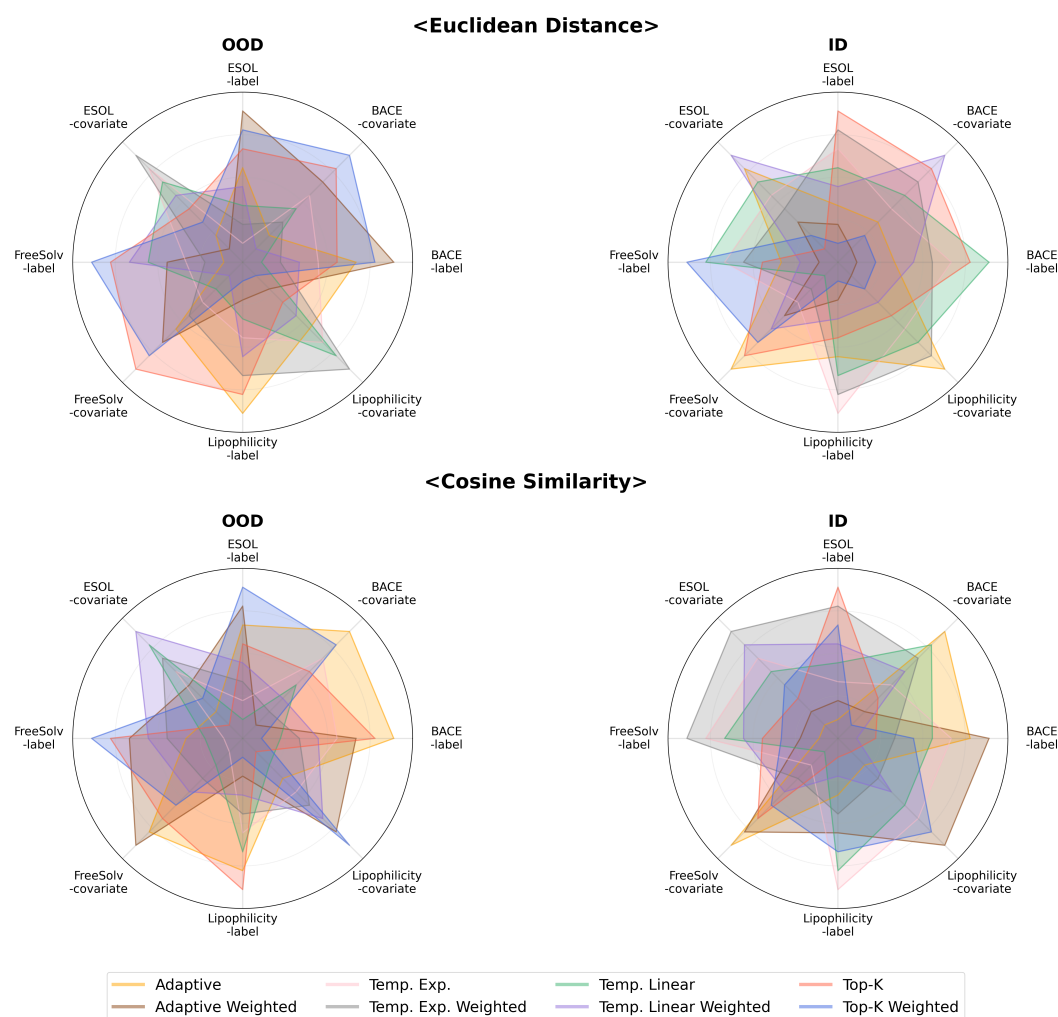 <Euclidean Distance>
OOD
ID
ESOL
-label
BACE
-covariate
BACE
-label
Lipophilicity
-covariate
Lipophilicity
-label
FreeSolv
-covariate
FreeSolv
-label
ESOL
-covariate
ESOL
-label
BACE
-covariate
BACE
-label
Lipophilicity
-covariate
Lipophilicity
-label
FreeSolv
-covariate
FreeSolv
-label
ESOL
-covariate
<Cosine Similarity>
OOD
ID
ESOL
-label
BACE
-covariate
BACE
-label
Lipophilicity
-covariate
Lipophilicity
-label
FreeSolv
-covariate
FreeSolv
-label
ESOL
-covariate
ESOL
-label
BACE
-covariate
BACE
-label
Lipophilicity
-covariate
Lipophilicity
-label
FreeSolv
-covariate
FreeSolv
-label
ESOL
-covariate
Adaptive
Adaptive Weighted
Temp. Exp.
Temp. Exp. Weighted
Temp. Linear
Temp. Linear Weighted
Top-K
Top-K Weighted